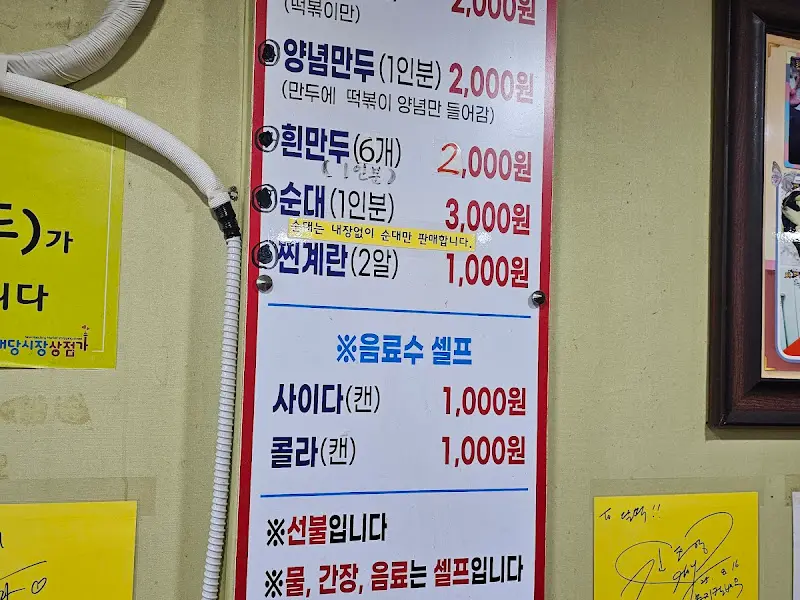 (떡볶이만)
2,000원
양념만두(1인분) 2,000원
(만두에 떡볶이 양념만 들어감)
흰만두(6개) 2,000원
(1인분)
순대(1인분) 3,000원
순대는 내장없이 순대만 판매합니다.
찐계란(2알) 1,000원
※음료수 셀프
사이다(캔) 1,000원
콜라(캔) 1,000원
※선불입니다
※물, 간장, 음료는 셀프입니다
드)가
니다
대당시장상점가
to